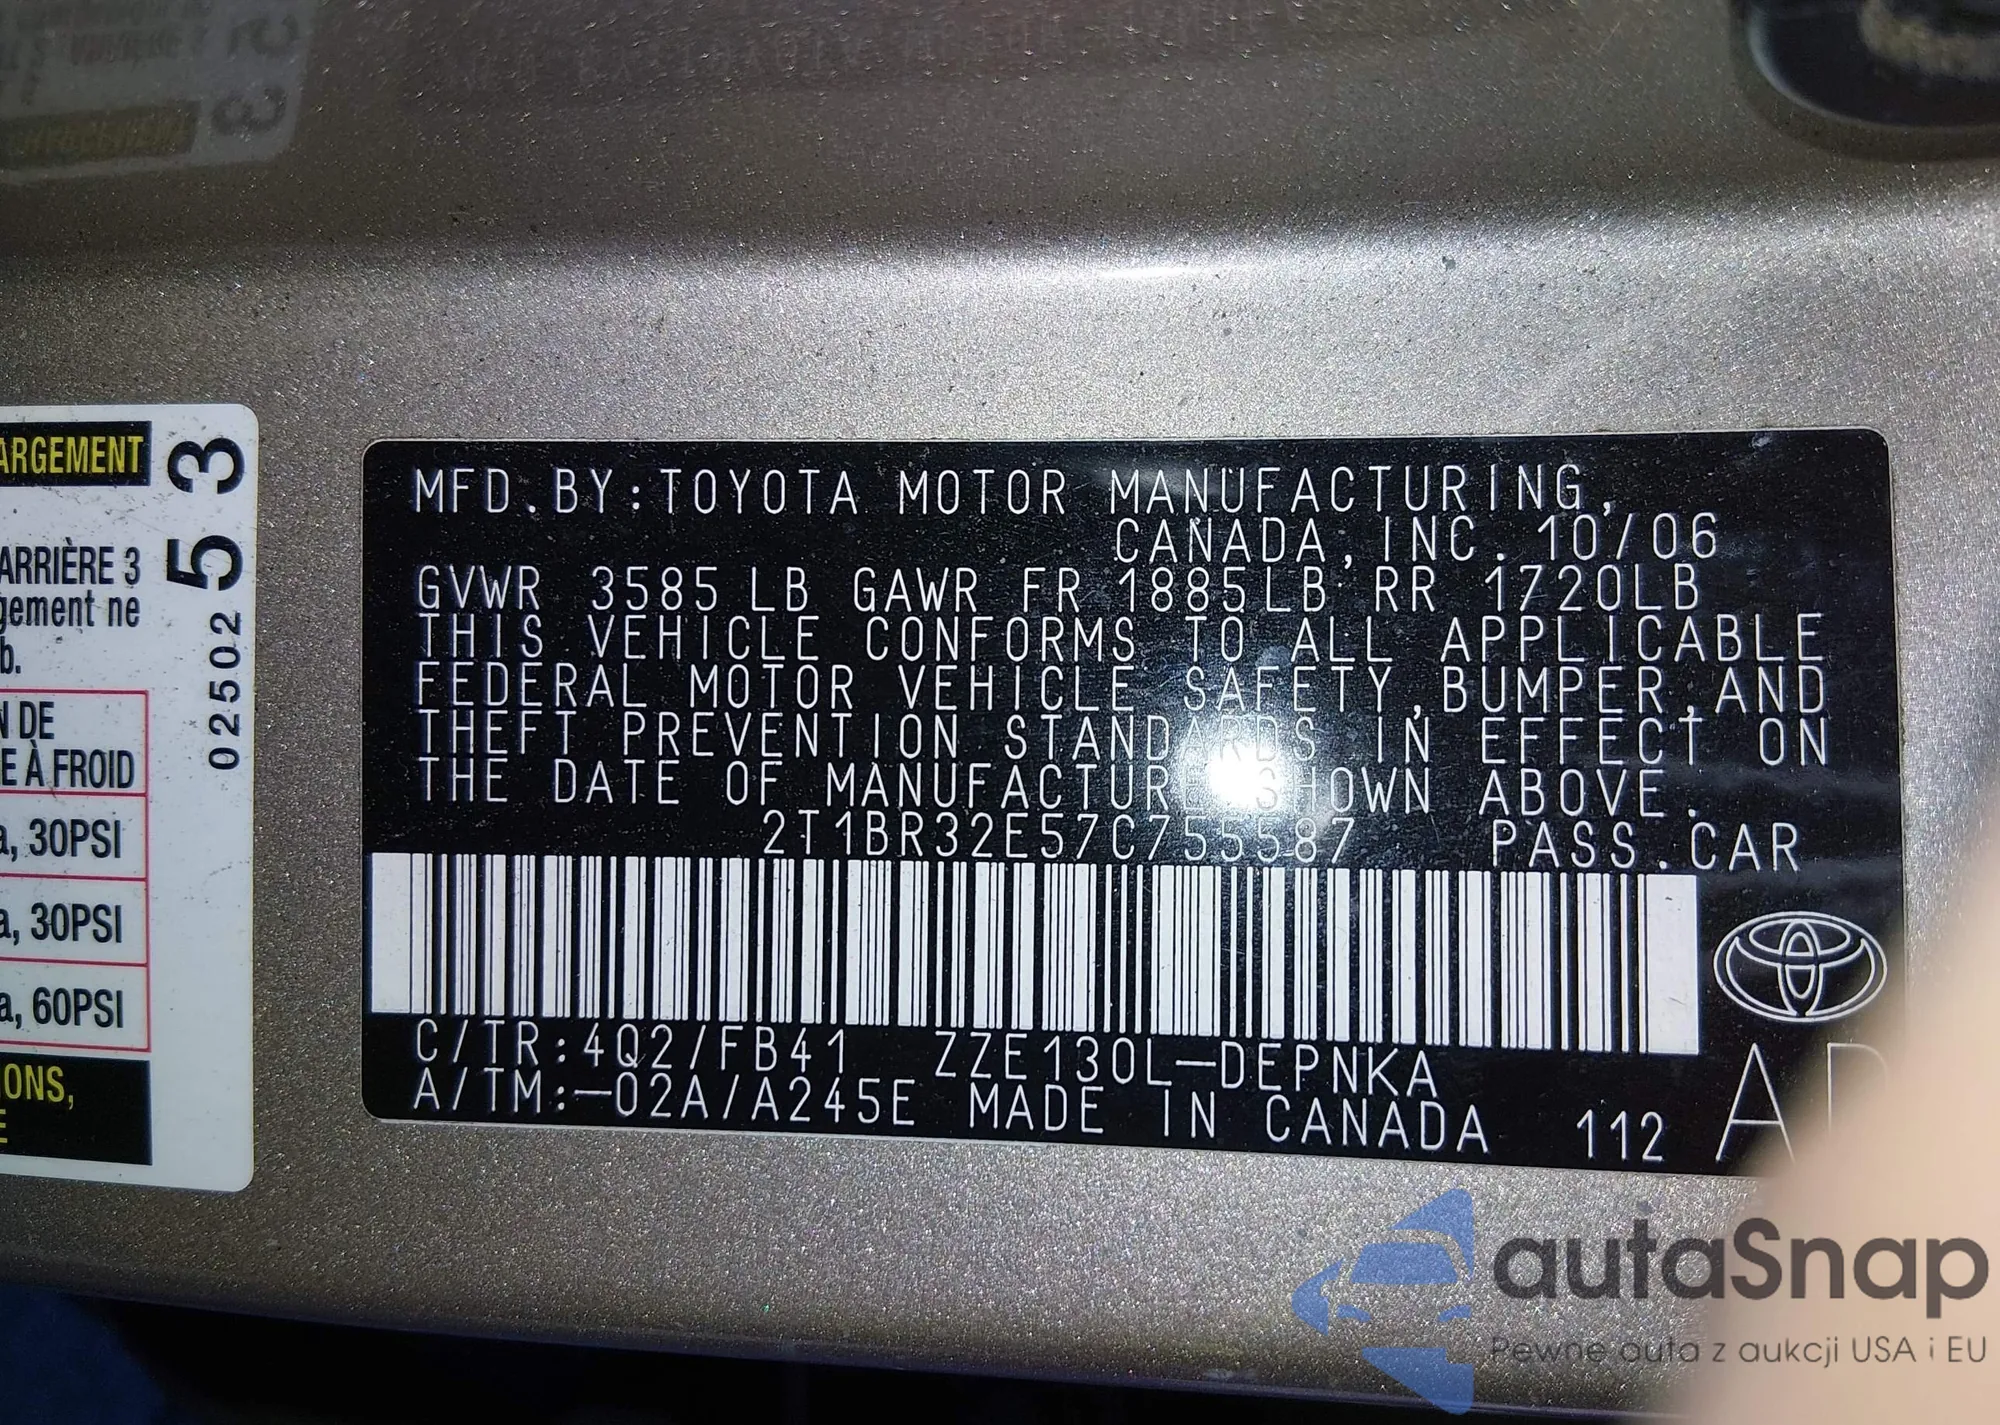 ARGEMENT
ARRIÈRE 3
gement ne
b.
N DE
E À FROID
a, 30PSI
a, 30PSI
a, 60PSI
IONS,
E
02502 53
MFD.BY:TOYOTA MOTOR MANUFACTURING,
CANADA,INC. 10/06
GVWR 3585LB GAWR FR 1885LB RR 1720LB
THIS VEHICLE CONFORMS TO ALL APPLICABLE
FEDERAL MOTOR VEHICLE SAFETY,BUMPER,AND
THEFT PREVENTION STANDARDS IN EFFECT ON
THE DATE OF MANUFACTURE SHOWN ABOVE.
2T1BR32E57C755587 PASS.CAR
C/TR:4Q2/FB41 ZZE130L-DEPNKA
A/TM:-02A/A245E MADE IN CANADA 112
autaSnap
Pewne auta z aukcji USA i EU